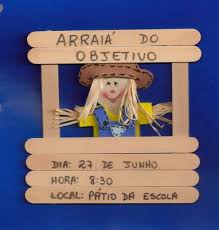 ARRAIÁ DO
OBJETIVO
DIA: 27 DE JUNHO
HORA: 8:30
LOCAL: PÁTIO DA ESCOLA